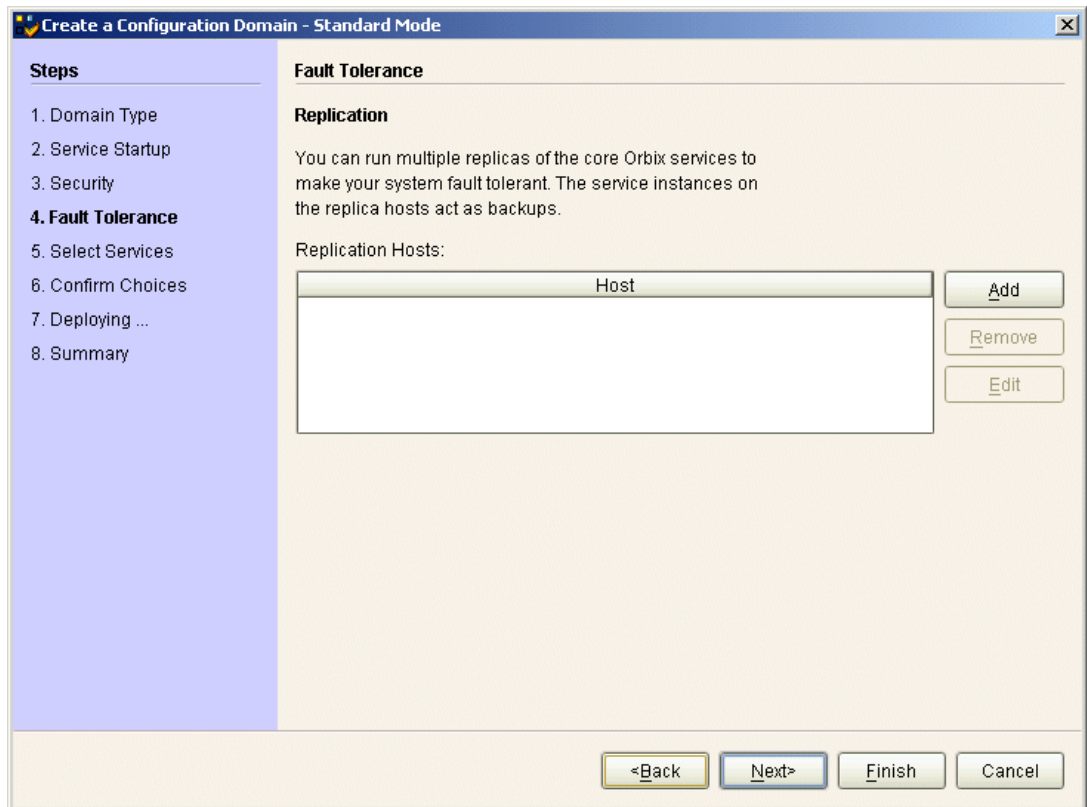 Create a Configuration Domain - Standard Mode
Steps
1. Domain Type
2. Service Startup
3. Security
4. Fault Tolerance
5. Select Services
6. Confirm Choices
7. Deploying ...
8. Summary
Fault Tolerance
Replication
You can run multiple replicas of the core Orbix services to
make your system fault tolerant. The service instances on
the replica hosts act as backups.
Replication Hosts:
Host
Add
Remove
Edit
<Back
Next>
Finish
Cancel